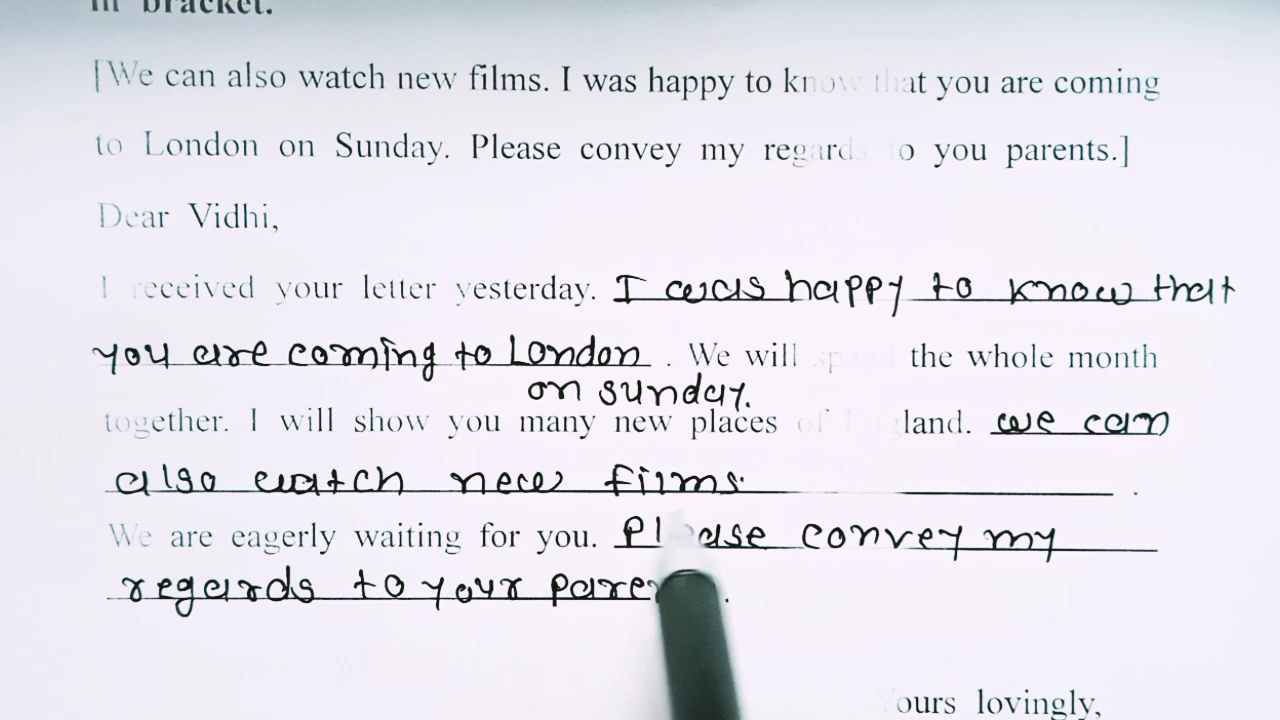 in bracket.
[We can also watch new films. I was happy to know that you are coming
to London on Sunday. Please convey my regards to you parents.]
Dear Vidhi,
I received your letter yesterday. I was happy to know that
you are coming to London . We will spend the whole month
on sunday.
together. I will show you many new places of England. we can
also watch new films.
We are eagerly waiting for you. Please convey my
regards to your
Yours lovingly,